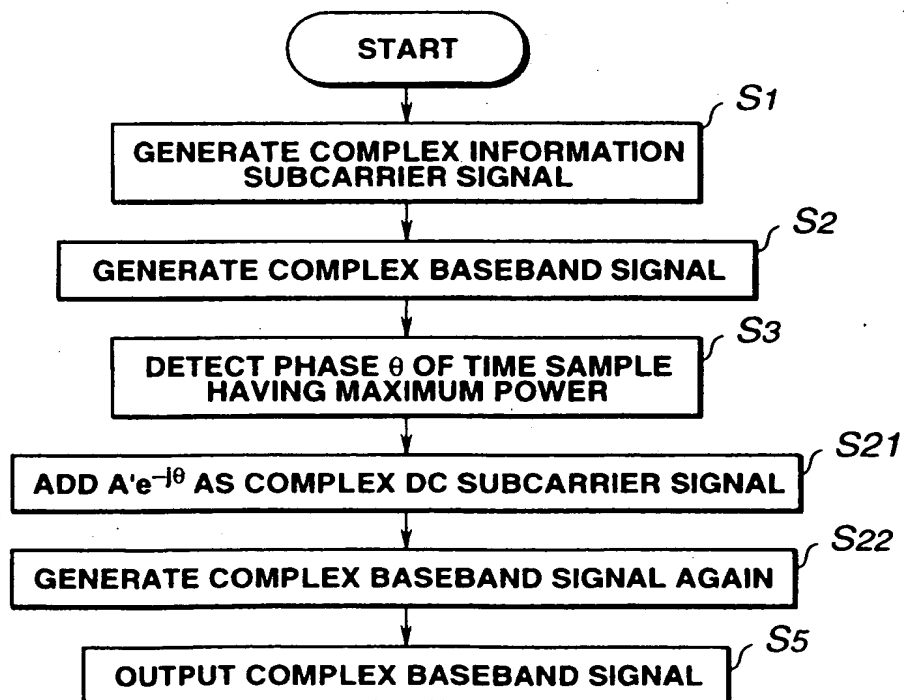 START
S1
GENERATE COMPLEX INFORMATION
SUBCARRIER SIGNAL
S2
GENERATE COMPLEX BASEBAND SIGNAL
S3
DETECT PHASE θ OF TIME SAMPLE
HAVING MAXIMUM POWER
S21
ADD A'e^{-jθ} AS COMPLEX DC SUBCARRIER SIGNAL
S22
GENERATE COMPLEX BASEBAND SIGNAL AGAIN
S5
OUTPUT COMPLEX BASEBAND SIGNAL